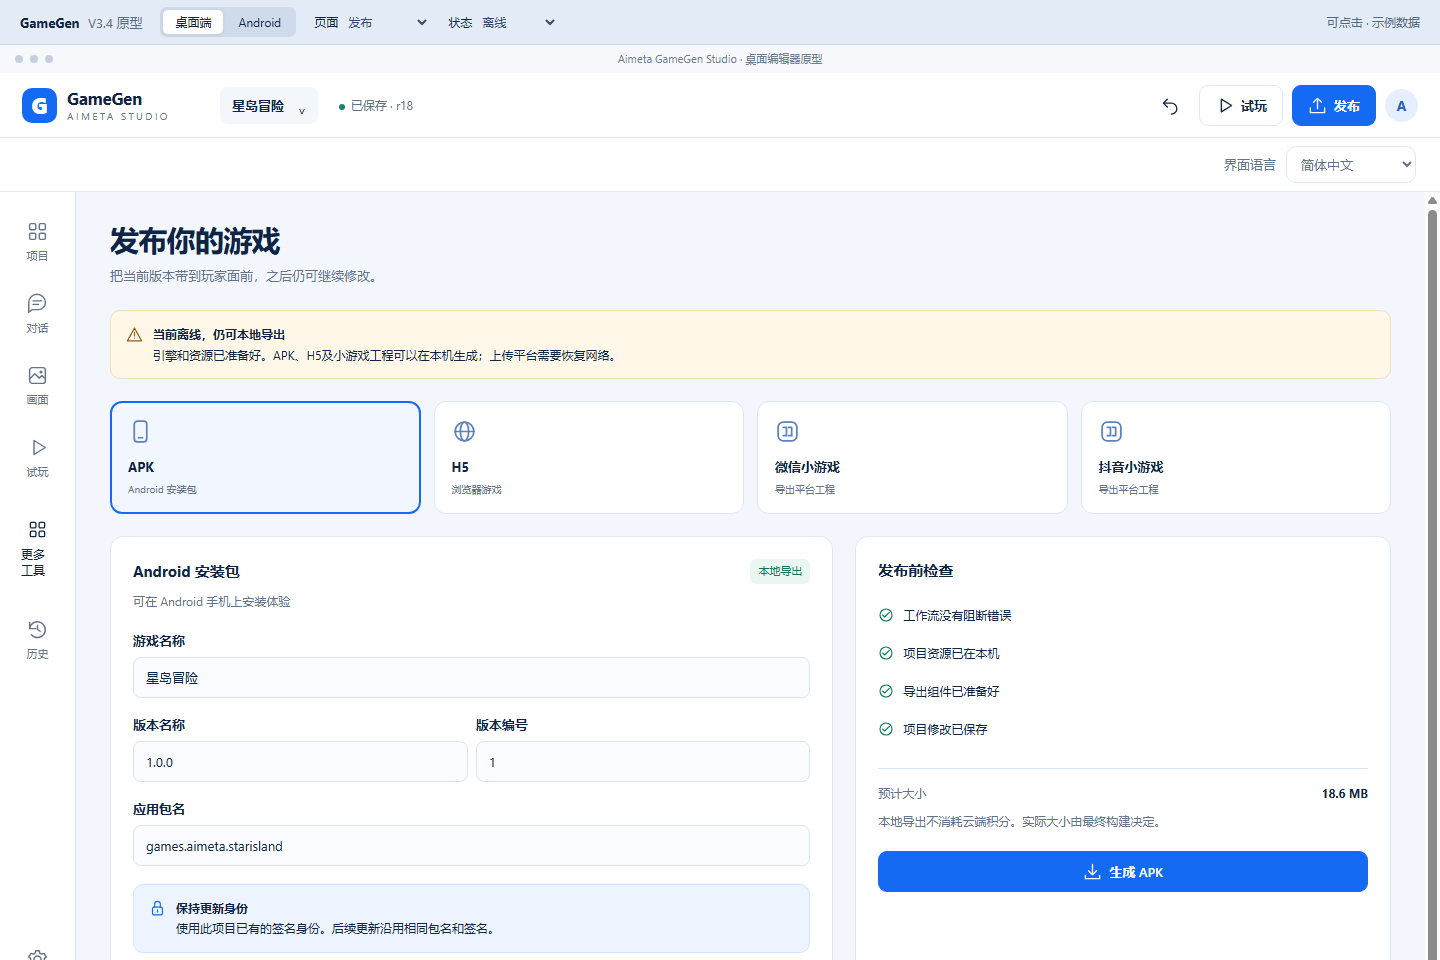 GameGen V3.4 原型 桌面端 Android 页面 发布 状态 离线 可点击 · 示例数据
Aimeta GameGen Studio · 桌面编辑器原型
G GameGen
AIMETA STUDIO
星岛冒险 已保存 · r18 试玩 发布 A
界面语言 简体中文
项目
对话
画面
试玩
更多
工具
历史
发布你的游戏
把当前版本带到玩家面前，之后仍可继续修改。
当前离线，仍可本地导出
引擎和资源已准备好。APK、H5及小游戏工程可以在本机生成；上传平台需要恢复网络。
APK
Android 安装包
H5
浏览器游戏
微信小游戏
导出平台工程
抖音小游戏
导出平台工程
Android 安装包 本地导出
可在 Android 手机上安装体验
游戏名称
星岛冒险
版本名称 版本编号
1.0.0 1
应用包名
games.aimeta.starisland
保持更新身份
使用此项目已有的签名身份。后续更新沿用相同包名和签名。
发布前检查
工作流没有阻断错误
项目资源已在本机
导出组件已准备好
项目修改已保存
预计大小 18.6 MB
本地导出不消耗云端积分。实际大小由最终构建决定。
生成 APK